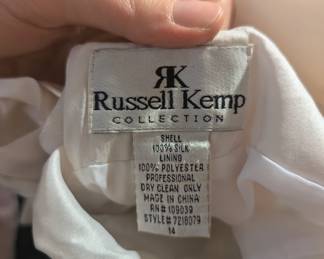 RK
Russell Kemp
COLLECTION
SHELL
100% SILK
LINING
100% POLYESTER
PROFESSIONAL
DRY CLEAN ONLY
MADE IN CHINA
RN# 109039
STYLE# 7218079
14